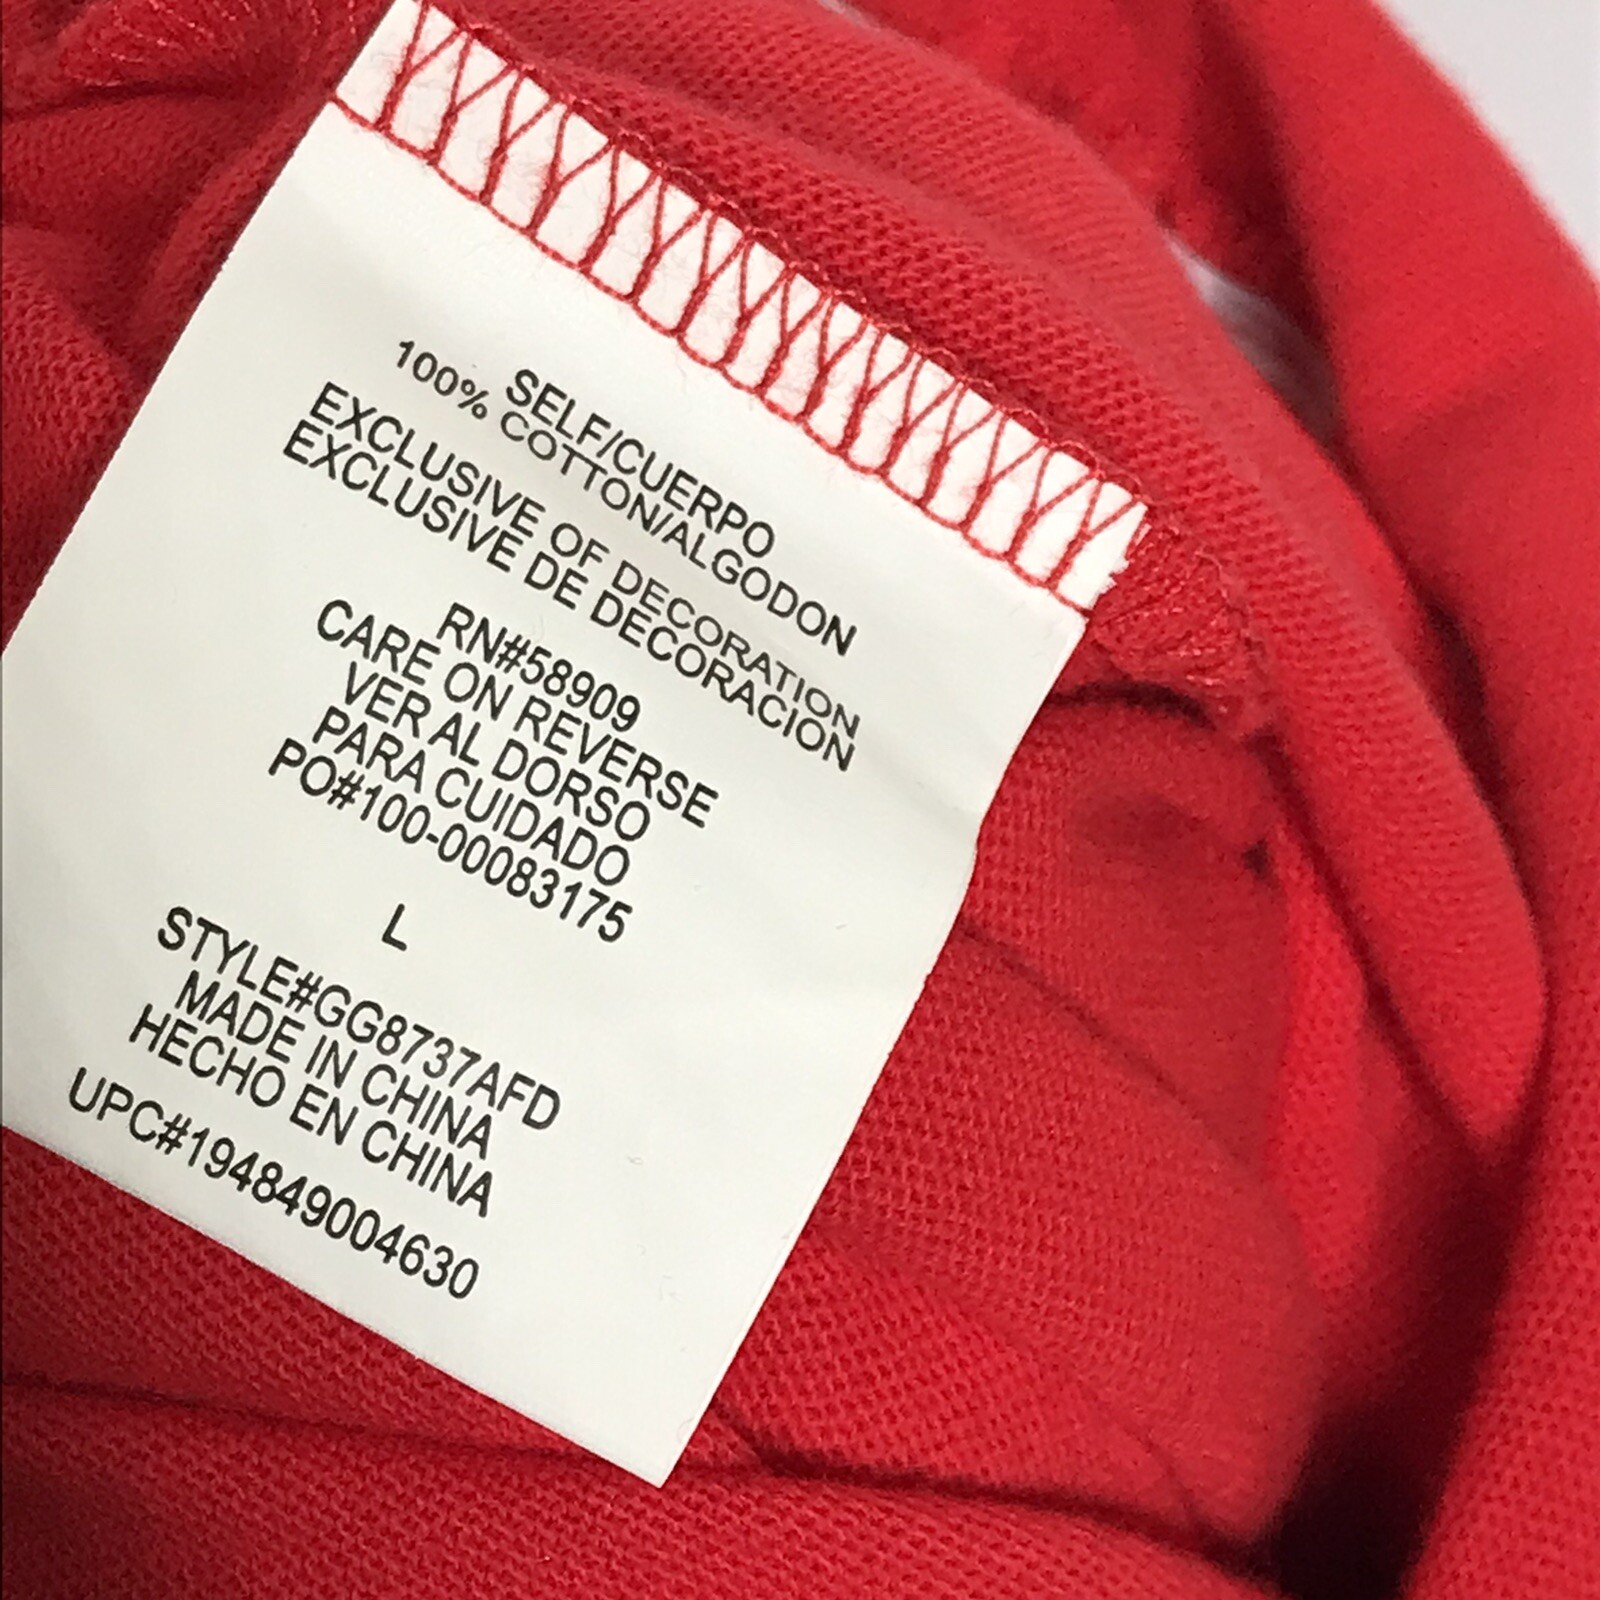 SELF/CUERPO
100% COTTON/ALGODON
EXCLUSIVE OF DECORATION
EXCLUSIVE DE DECORACION
RN#58909
CARE ON REVERSE
VER AL DORSO
PARA CUIDADO
PO#100-00083175
L
STYLE#GG8737AFD
MADE IN CHINA
HECHO EN CHINA
UPC#194849004630